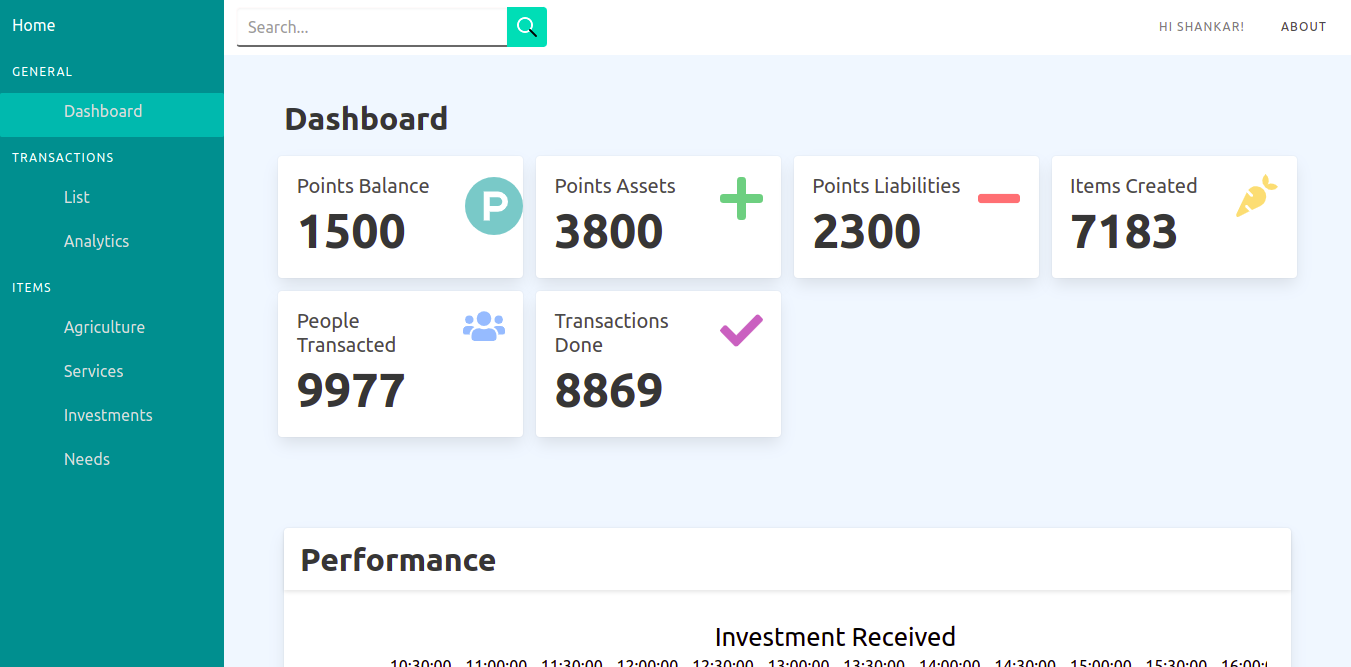 Home
Search...
HI SHANKAR!
ABOUT
GENERAL
Dashboard
TRANSACTIONS
List
Analytics
ITEMS
Agriculture
Services
Investments
Needs
Dashboard
Points Balance
1500
P
Points Assets
3800
Points Liabilities
2300
Items Created
7183
People
Transacted
9977
Transactions
Done
8869
Performance
Investment Received
10:30:00 11:00:00 11:30:00 12:00:00 12:30:00 13:00:00 13:30:00 14:00:00 14:30:00 15:00:00 15:30:00